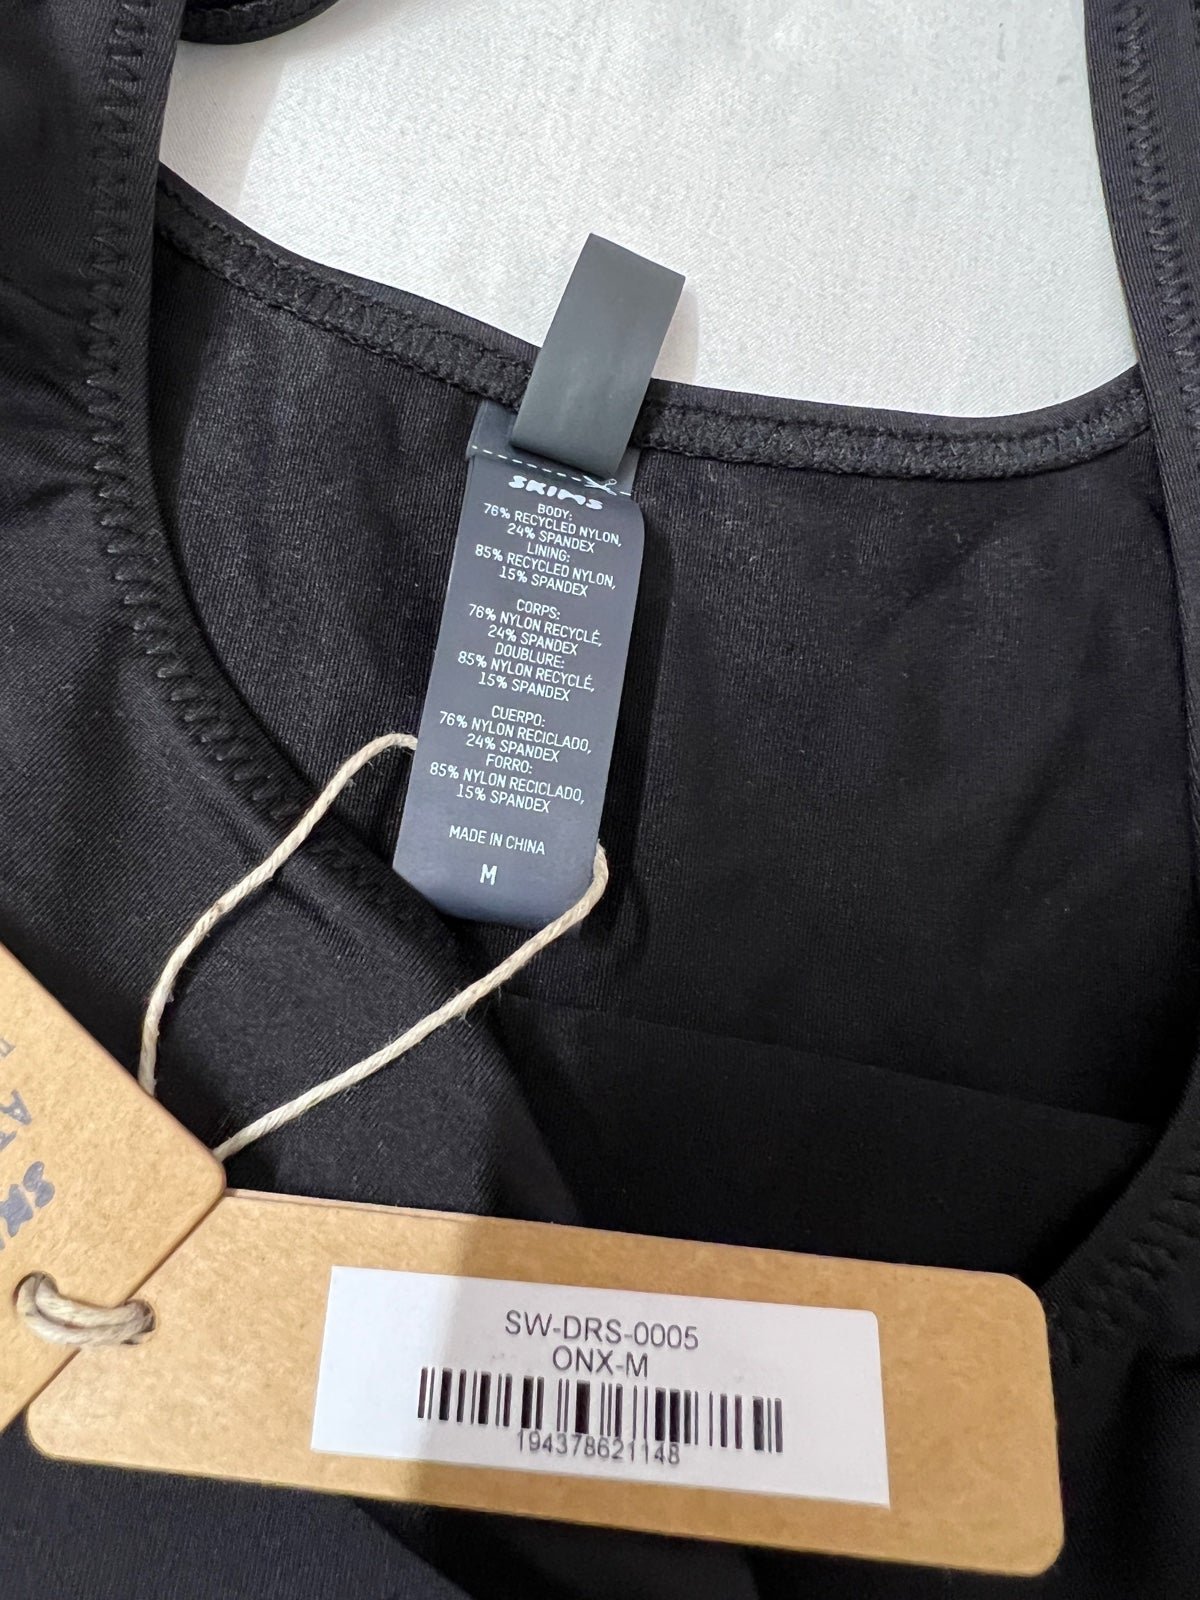 SKIMS
BODY:
76% RECYCLED NYLON,
24% SPANDEX
LINING:
85% RECYCLED NYLON,
15% SPANDEX
CORPS:
76% NYLON RECYCLÉ,
24% SPANDEX
DOUBLURE:
85% NYLON RECYCLÉ,
15% SPANDEX
CUERPO:
76% NYLON RECICLADO,
24% SPANDEX
FORRO:
85% NYLON RECICLADO,
15% SPANDEX
MADE IN CHINA
M
SW-DRS-0005
ONX-M
194378621148